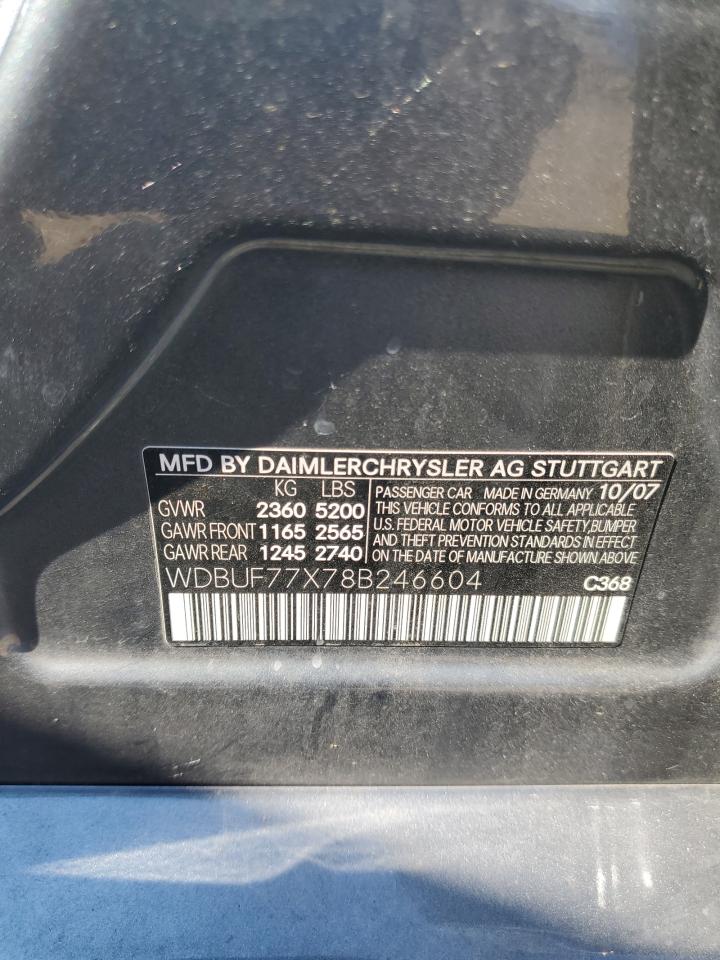 MFD BY DAIMLERCHRYSLER AG STUTTGART
KG LBS
GVWR 2360 5200
GAWR FRONT 1165 2565
GAWR REAR 1245 2740
PASSENGER CAR MADE IN GERMANY 10/07
THIS VEHICLE CONFORMS TO ALL APPLICABLE
U.S. FEDERAL MOTOR VEHICLE SAFETY,BUMPER
AND THEFT PREVENTION STANDARDS IN EFFECT
ON THE DATE OF MANUFACTURE SHOWN ABOVE
WDBUF77X78B246604
C368